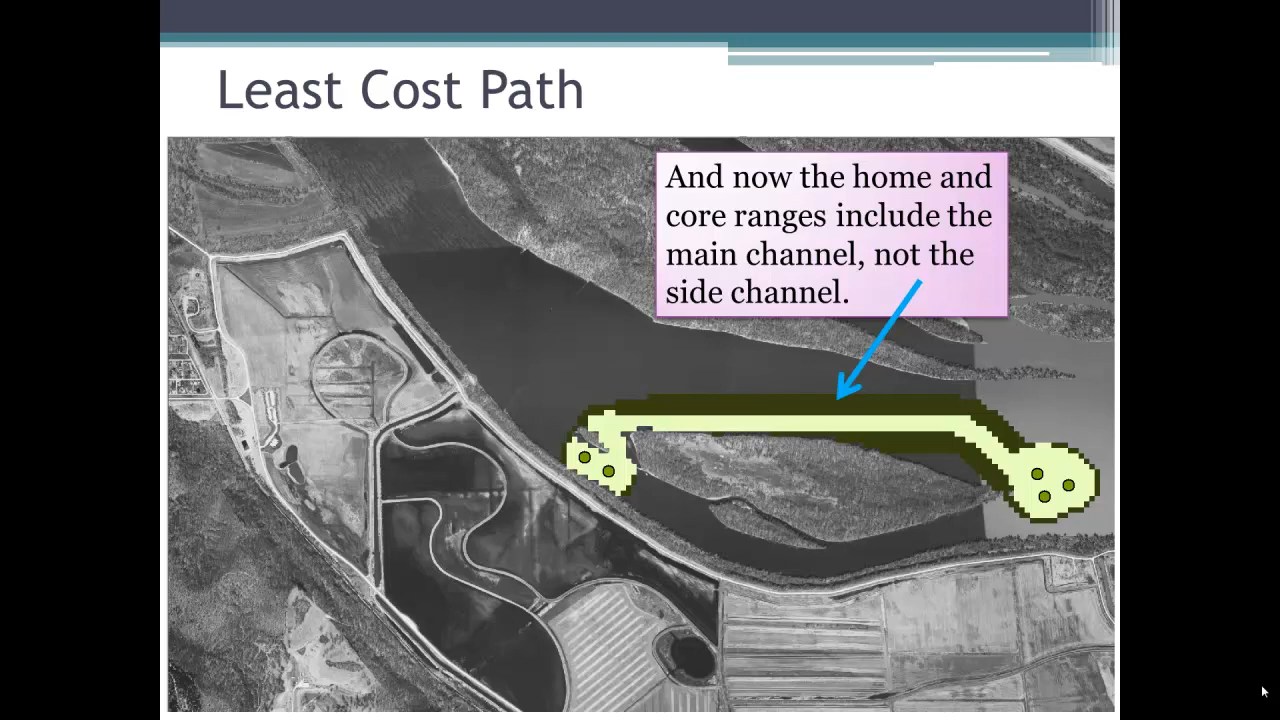 Least Cost Path
And now the home and
core ranges include the
main channel, not the
side channel.